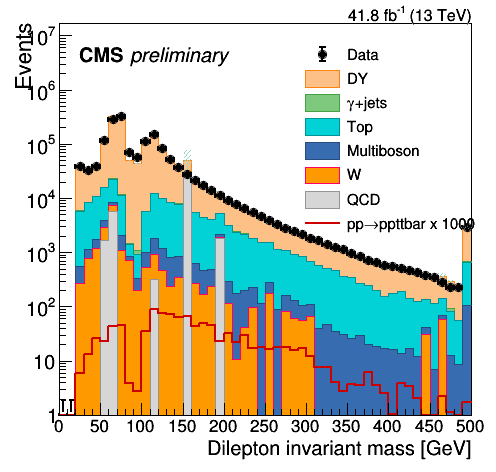 41.8 fb⁻¹ (13 TeV)
Events
CMS preliminary
Data
DY
γ+jets
Top
Multiboson
W
QCD
pp→ppttbar x 1000
10⁶
10⁵
10⁴
10³
10²
10
1
0 50 100 150 200 250 300 350 400 450 500
Dilepton invariant mass [GeV]